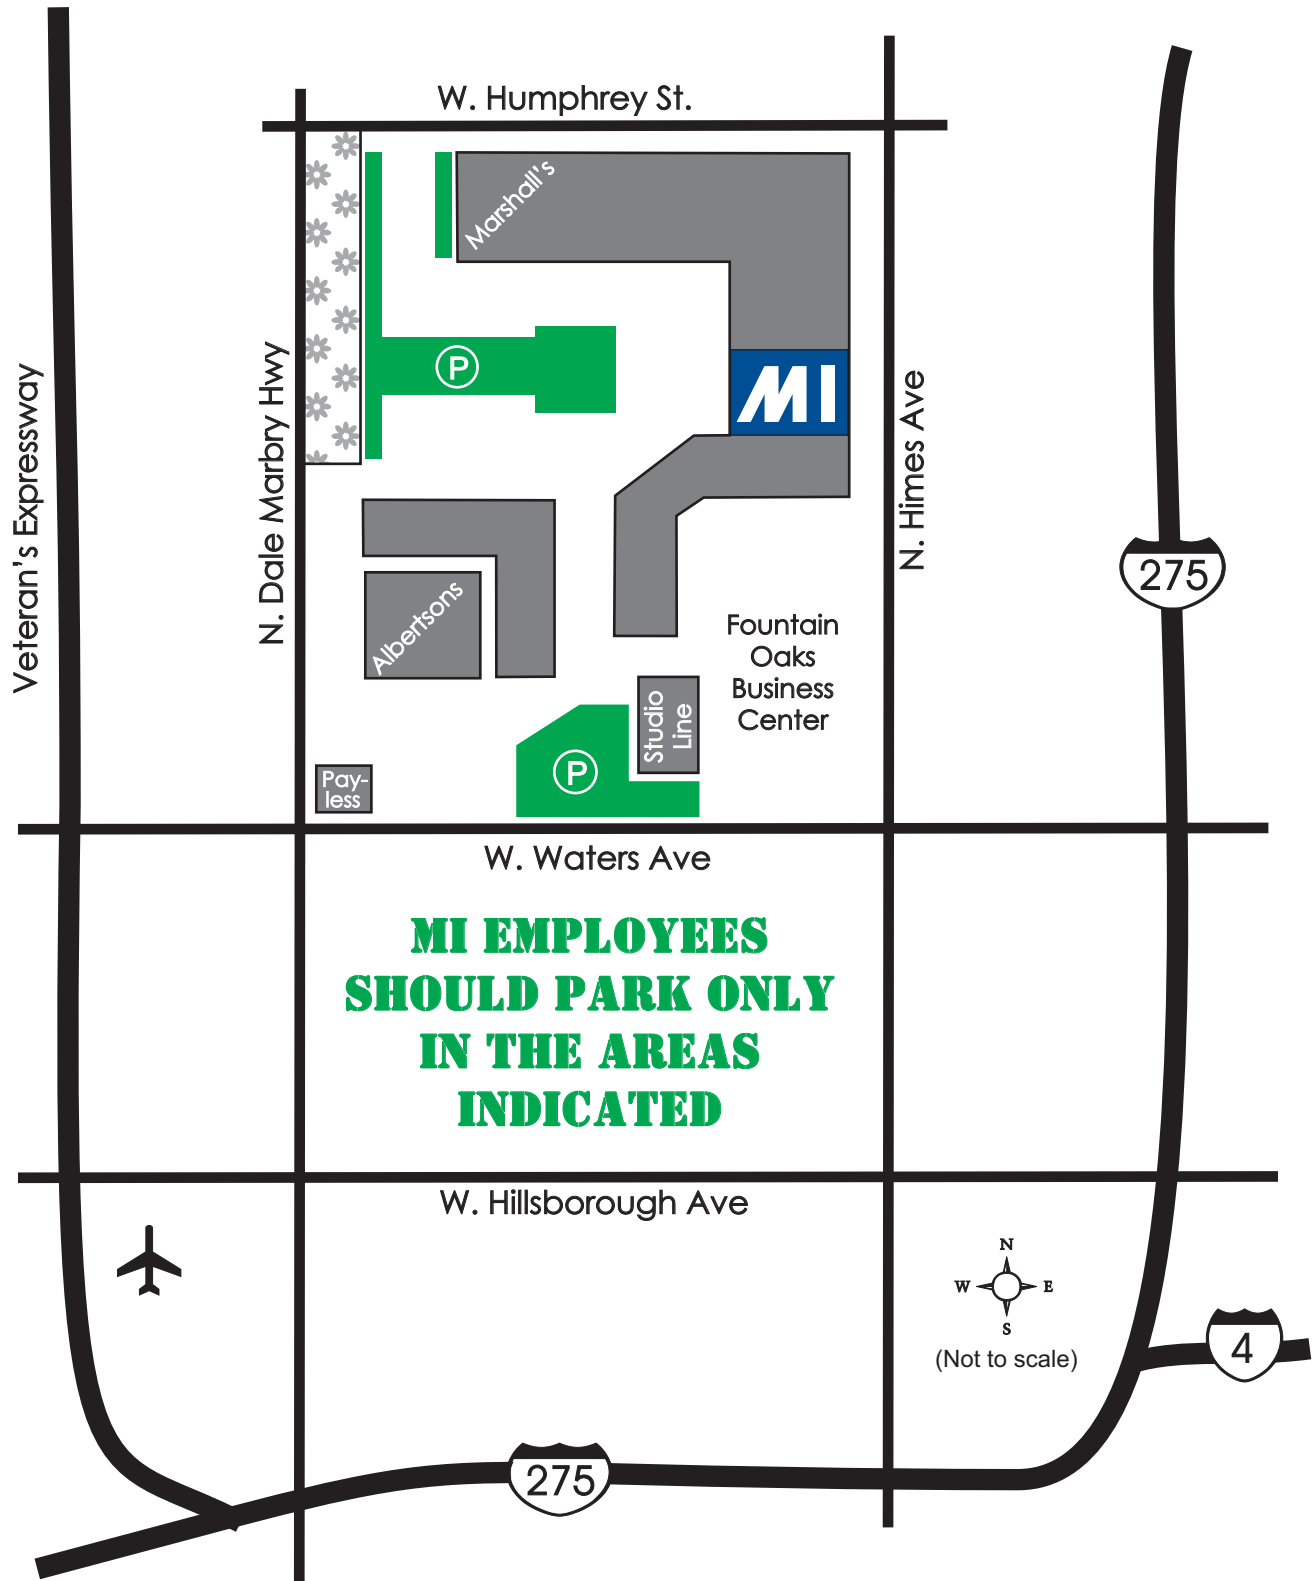 W. Humphrey St.
Marshall's
P
MI
N. Dale Marbry Hwy
Veteran's Expressway
N. Himes Ave
275
Albertsons
Fountain
Oaks
Business
Center
Studio
Line
P
Pay-
less
W. Waters Ave
MI EMPLOYEES
SHOULD PARK ONLY
IN THE AREAS
INDICATED
W. Hillsborough Ave
N
W E
S
(Not to scale)
4
275